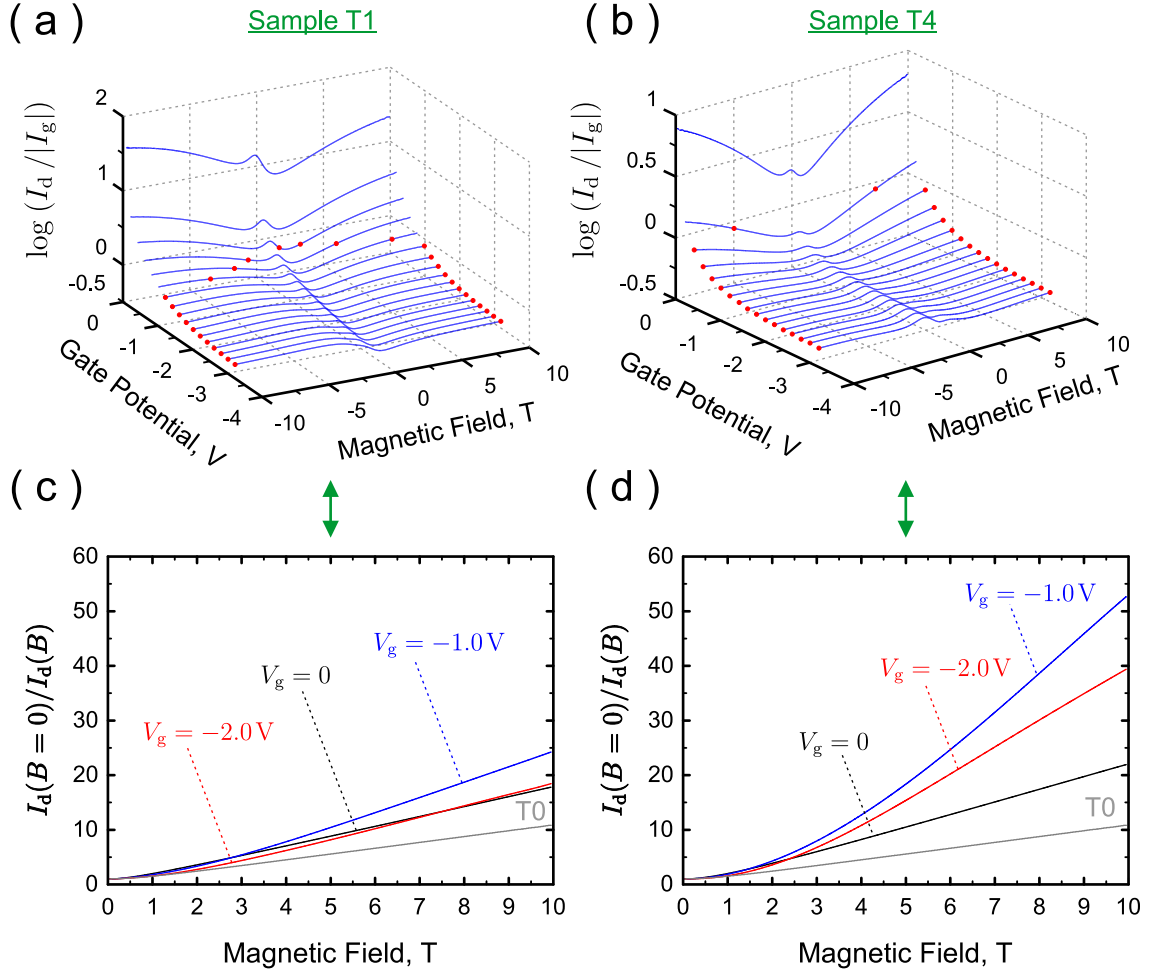 ( a )
Sample T1
( b )
Sample T4
log (I_d /|I_g|)
2
1
0
-0.5
0
-1
-2
-3
-4
Gate Potential, V
-10
-5
0
5
10
Magnetic Field, T
log (I_d /|I_g|)
1
0.5
0
-0.5
0
-1
-2
-3
-4
Gate Potential, V
-10
-5
0
5
10
Magnetic Field, T
( c )
( d )
I_d(B = 0)/I_d(B)
60
50
40
30
20
10
0
V_g = −1.0 V
V_g = 0
V_g = −2.0 V
T0
0 1 2 3 4 5 6 7 8 9 10
Magnetic Field, T
I_d(B = 0)/I_d(B)
60
50
40
30
20
10
0
V_g = −1.0 V
V_g = −2.0 V
V_g = 0
T0
0 1 2 3 4 5 6 7 8 9 10
Magnetic Field, T